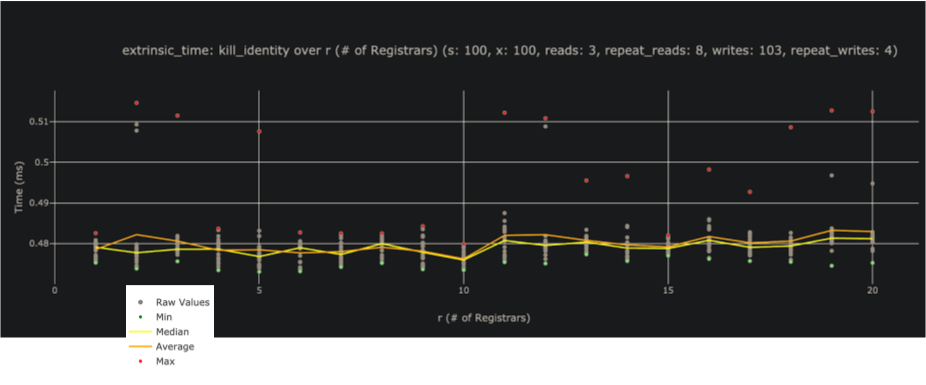 extrinsic_time: kill_identity over r (# of Registrars) (s: 100, x: 100, reads: 3, repeat_reads: 8, writes: 103, repeat_writes: 4)
0.51
0.5
0.49
0.48
Time (ms)
0 5 10 15 20
r (# of Registrars)
Raw Values
Min
Median
Average
Max